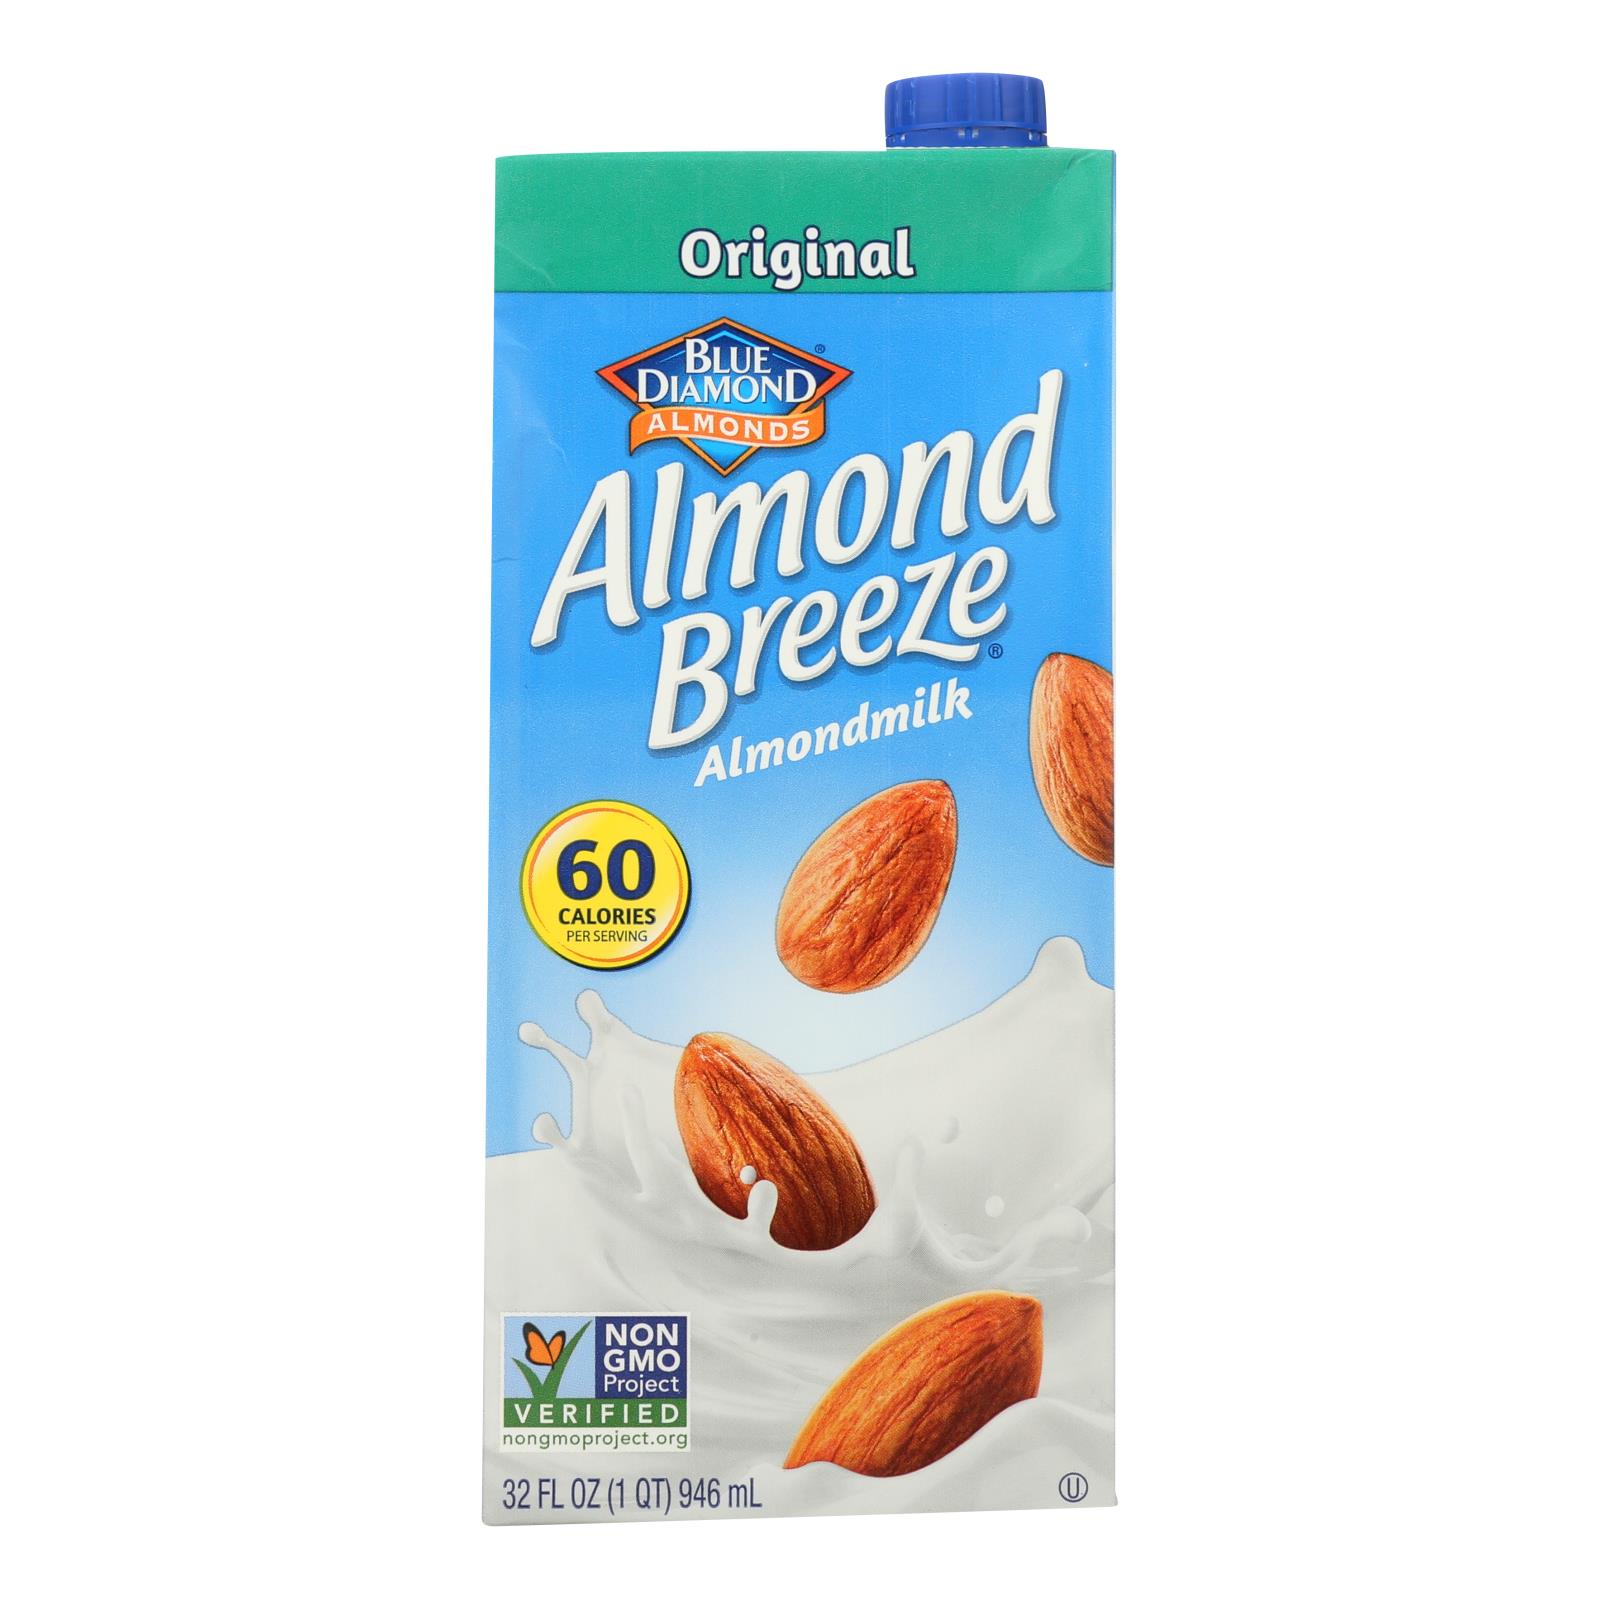 Original
BLUE
DIAMOND ®
ALMONDS
Almond
Breeze®
Almondmilk
60
CALORIES
PER SERVING
NON
GMO
Project
VERIFIED
nongmoproject.org
32 FL OZ (1 QT) 946 mL
U